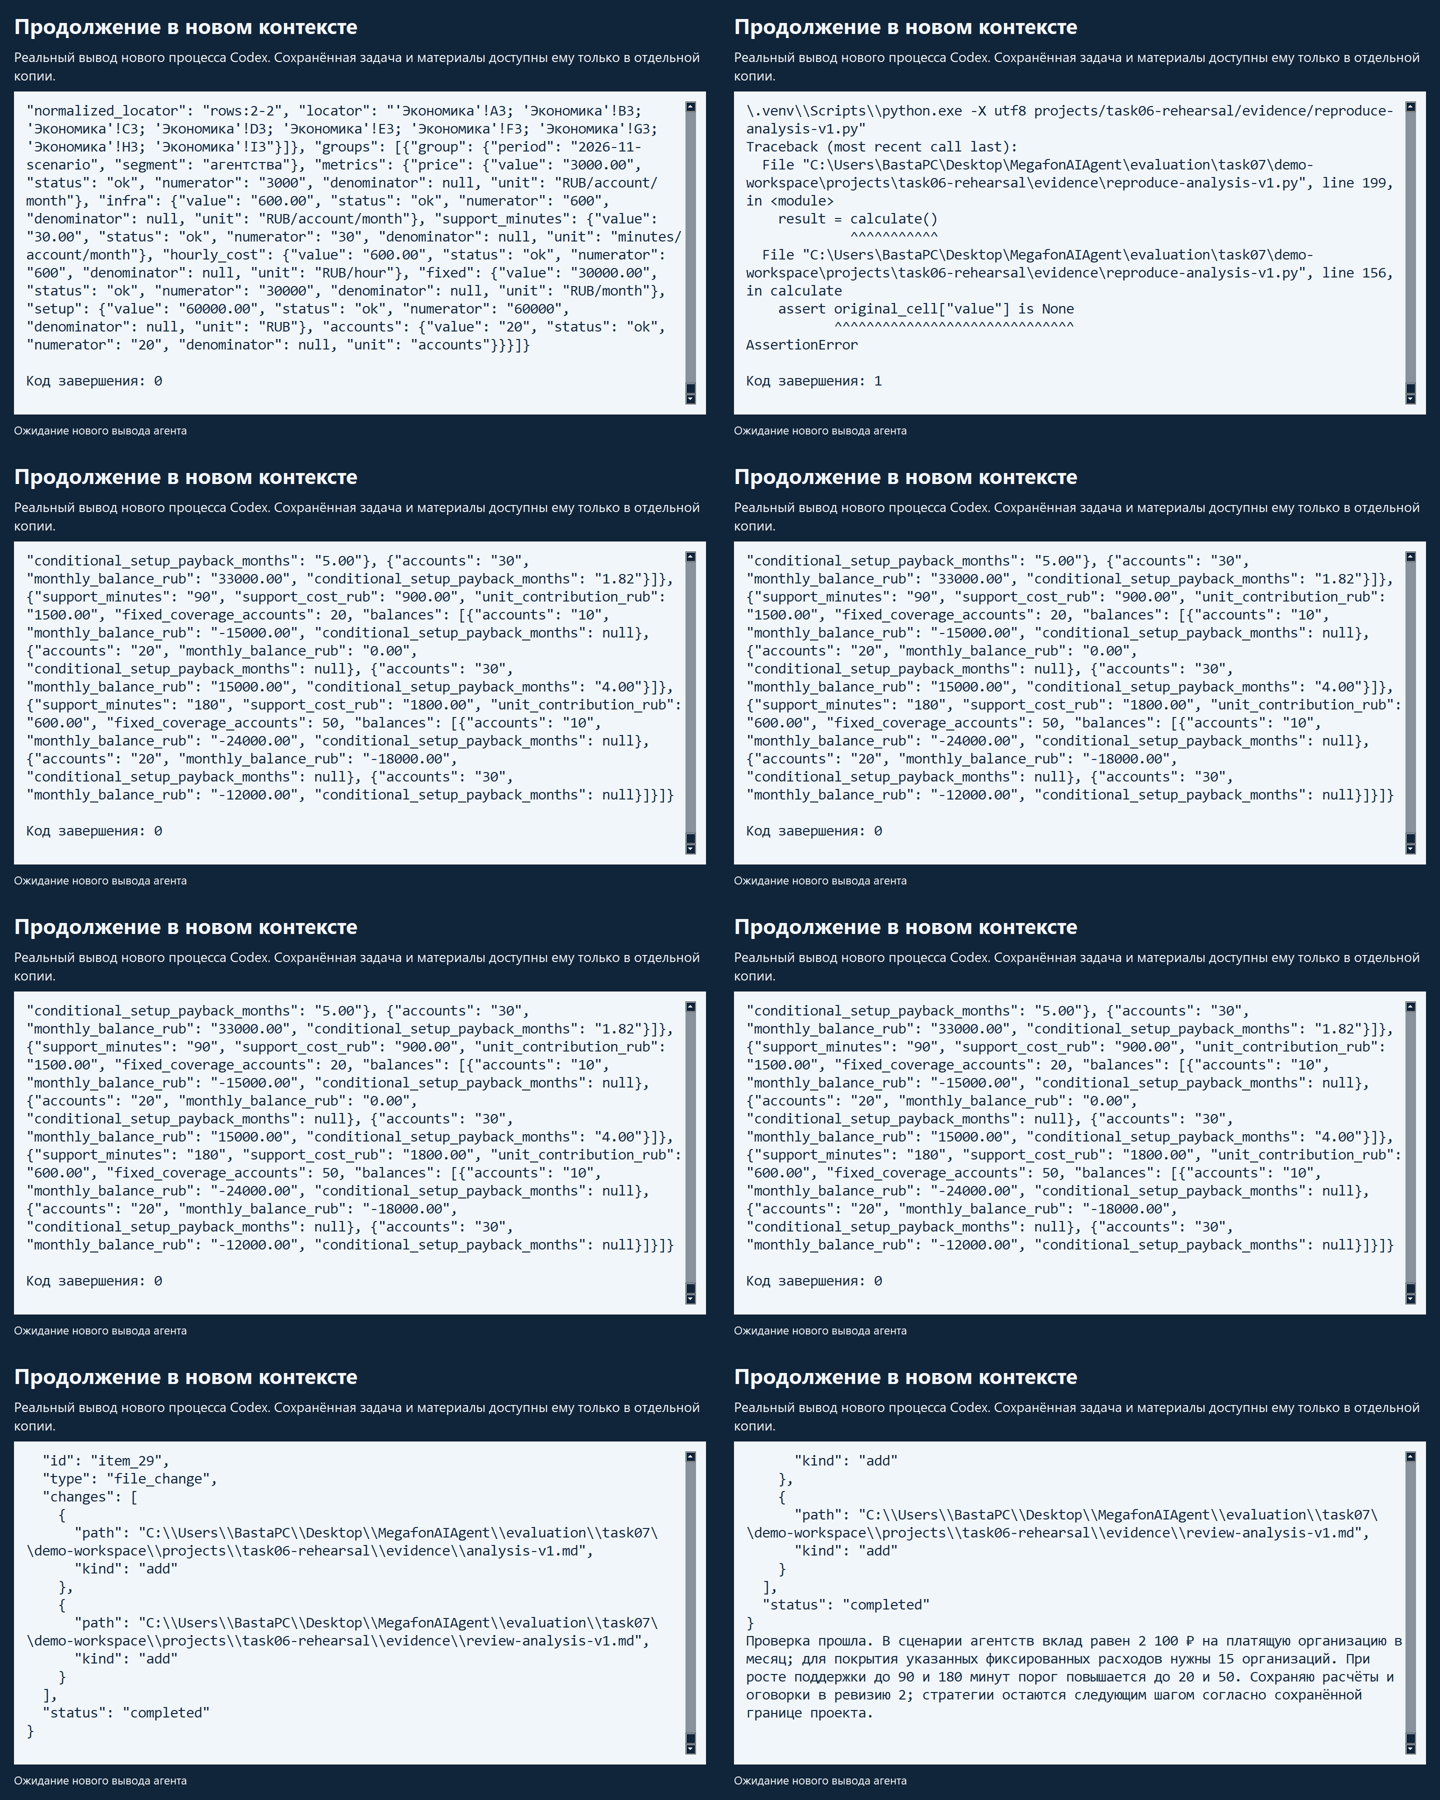 Продолжение в новом контексте
Реальный вывод нового процесса Codex. Сохранённая задача и материалы доступны ему только в отдельной
копии.
"normalized_locator": "rows:2-2", "locator": "'Экономика'!A3; 'Экономика'!B3;
'Экономика'!C3; 'Экономика'!D3; 'Экономика'!E3; 'Экономика'!F3; 'Экономика'!G3;
'Экономика'!H3; 'Экономика'!I3"}]}, "groups": [{"group": {"period": "2026-11-
scenario", "segment": "агентства"}, "metrics": {"price": {"value": "3000.00",
"status": "ok", "numerator": "3000", "denominator": null, "unit": "RUB/account/
month"}, "infra": {"value": "600.00", "status": "ok", "numerator": "600",
"denominator": null, "unit": "RUB/account/month"}, "support_minutes": {"value":
"30.00", "status": "ok", "numerator": "30", "denominator": null, "unit": "minutes/
account/month"}, "hourly_cost": {"value": "600.00", "status": "ok", "numerator":
"600", "denominator": null, "unit": "RUB/hour"}, "fixed": {"value": "30000.00",
"status": "ok", "numerator": "30000", "denominator": null, "unit": "RUB/month"},
"setup": {"value": "60000.00", "status": "ok", "numerator": "60000",
"denominator": null, "unit": "RUB"}, "accounts": {"value": "20", "status": "ok",
"numerator": "20", "denominator": null, "unit": "accounts"}}}]}
Код завершения: 0
Ожидание нового вывода агента
Продолжение в новом контексте
Реальный вывод нового процесса Codex. Сохранённая задача и материалы доступны ему только в отдельной
копии.
\.venv\\Scripts\\python.exe -X utf8 projects/task06-rehearsal/evidence/reproduce-
analysis-v1.py"
Traceback (most recent call last):
  File "C:\Users\BastaPC\Desktop\MegafonAIAgent\evaluation\task07\demo-
workspace\projects\task06-rehearsal\evidence\reproduce-analysis-v1.py", line 199,
in <module>
    result = calculate()
             ^^^^^^^^^^^
  File "C:\Users\BastaPC\Desktop\MegafonAIAgent\evaluation\task07\demo-
workspace\projects\task06-rehearsal\evidence\reproduce-analysis-v1.py", line 156,
in calculate
    assert original_cell["value"] is None
           ^^^^^^^^^^^^^^^^^^^^^^^^^^^^^^
AssertionError
Код завершения: 1
Ожидание нового вывода агента
Продолжение в новом контексте
Реальный вывод нового процесса Codex. Сохранённая задача и материалы доступны ему только в отдельной
копии.
"conditional_setup_payback_months": "5.00"}, {"accounts": "30",
"monthly_balance_rub": "33000.00", "conditional_setup_payback_months": "1.82"}]},
{"support_minutes": "90", "support_cost_rub": "900.00", "unit_contribution_rub":
"1500.00", "fixed_coverage_accounts": 20, "balances": [{"accounts": "10",
"monthly_balance_rub": "-15000.00", "conditional_setup_payback_months": null},
{"accounts": "20", "monthly_balance_rub": "0.00",
"conditional_setup_payback_months": null}, {"accounts": "30",
"monthly_balance_rub": "15000.00", "conditional_setup_payback_months": "4.00"}]},
{"support_minutes": "180", "support_cost_rub": "1800.00", "unit_contribution_rub":
"600.00", "fixed_coverage_accounts": 50, "balances": [{"accounts": "10",
"monthly_balance_rub": "-24000.00", "conditional_setup_payback_months": null},
{"accounts": "20", "monthly_balance_rub": "-18000.00",
"conditional_setup_payback_months": null}, {"accounts": "30",
"monthly_balance_rub": "-12000.00", "conditional_setup_payback_months": null}]}]}
Код завершения: 0
Ожидание нового вывода агента
Продолжение в новом контексте
Реальный вывод нового процесса Codex. Сохранённая задача и материалы доступны ему только в отдельной
копии.
"conditional_setup_payback_months": "5.00"}, {"accounts": "30",
"monthly_balance_rub": "33000.00", "conditional_setup_payback_months": "1.82"}]},
{"support_minutes": "90", "support_cost_rub": "900.00", "unit_contribution_rub":
"1500.00", "fixed_coverage_accounts": 20, "balances": [{"accounts": "10",
"monthly_balance_rub": "-15000.00", "conditional_setup_payback_months": null},
{"accounts": "20", "monthly_balance_rub": "0.00",
"conditional_setup_payback_months": null}, {"accounts": "30",
"monthly_balance_rub": "15000.00", "conditional_setup_payback_months": "4.00"}]},
{"support_minutes": "180", "support_cost_rub": "1800.00", "unit_contribution_rub":
"600.00", "fixed_coverage_accounts": 50, "balances": [{"accounts": "10",
"monthly_balance_rub": "-24000.00", "conditional_setup_payback_months": null},
{"accounts": "20", "monthly_balance_rub": "-18000.00",
"conditional_setup_payback_months": null}, {"accounts": "30",
"monthly_balance_rub": "-12000.00", "conditional_setup_payback_months": null}]}]}
Код завершения: 0
Ожидание нового вывода агента
Продолжение в новом контексте
Реальный вывод нового процесса Codex. Сохранённая задача и материалы доступны ему только в отдельной
копии.
"conditional_setup_payback_months": "5.00"}, {"accounts": "30",
"monthly_balance_rub": "33000.00", "conditional_setup_payback_months": "1.82"}]},
{"support_minutes": "90", "support_cost_rub": "900.00", "unit_contribution_rub":
"1500.00", "fixed_coverage_accounts": 20, "balances": [{"accounts": "10",
"monthly_balance_rub": "-15000.00", "conditional_setup_payback_months": null},
{"accounts": "20", "monthly_balance_rub": "0.00",
"conditional_setup_payback_months": null}, {"accounts": "30",
"monthly_balance_rub": "15000.00", "conditional_setup_payback_months": "4.00"}]},
{"support_minutes": "180", "support_cost_rub": "1800.00", "unit_contribution_rub":
"600.00", "fixed_coverage_accounts": 50, "balances": [{"accounts": "10",
"monthly_balance_rub": "-24000.00", "conditional_setup_payback_months": null},
{"accounts": "20", "monthly_balance_rub": "-18000.00",
"conditional_setup_payback_months": null}, {"accounts": "30",
"monthly_balance_rub": "-12000.00", "conditional_setup_payback_months": null}]}]}
Код завершения: 0
Ожидание нового вывода агента
Продолжение в новом контексте
Реальный вывод нового процесса Codex. Сохранённая задача и материалы доступны ему только в отдельной
копии.
"conditional_setup_payback_months": "5.00"}, {"accounts": "30",
"monthly_balance_rub": "33000.00", "conditional_setup_payback_months": "1.82"}]},
{"support_minutes": "90", "support_cost_rub": "900.00", "unit_contribution_rub":
"1500.00", "fixed_coverage_accounts": 20, "balances": [{"accounts": "10",
"monthly_balance_rub": "-15000.00", "conditional_setup_payback_months": null},
{"accounts": "20", "monthly_balance_rub": "0.00",
"conditional_setup_payback_months": null}, {"accounts": "30",
"monthly_balance_rub": "15000.00", "conditional_setup_payback_months": "4.00"}]},
{"support_minutes": "180", "support_cost_rub": "1800.00", "unit_contribution_rub":
"600.00", "fixed_coverage_accounts": 50, "balances": [{"accounts": "10",
"monthly_balance_rub": "-24000.00", "conditional_setup_payback_months": null},
{"accounts": "20", "monthly_balance_rub": "-18000.00",
"conditional_setup_payback_months": null}, {"accounts": "30",
"monthly_balance_rub": "-12000.00", "conditional_setup_payback_months": null}]}]}
Код завершения: 0
Ожидание нового вывода агента
Продолжение в новом контексте
Реальный вывод нового процесса Codex. Сохранённая задача и материалы доступны ему только в отдельной
копии.
  "id": "item_29",
  "type": "file_change",
  "changes": [
    {
      "path": "C:\\Users\\BastaPC\\Desktop\\MegafonAIAgent\\evaluation\\task07\
\demo-workspace\\projects\\task06-rehearsal\\evidence\\analysis-v1.md",
      "kind": "add"
    },
    {
      "path": "C:\\Users\\BastaPC\\Desktop\\MegafonAIAgent\\evaluation\\task07\
\demo-workspace\\projects\\task06-rehearsal\\evidence\\review-analysis-v1.md",
      "kind": "add"
    }
  ],
  "status": "completed"
}
Ожидание нового вывода агента
Продолжение в новом контексте
Реальный вывод нового процесса Codex. Сохранённая задача и материалы доступны ему только в отдельной
копии.
      "kind": "add"
    },
    {
      "path": "C:\\Users\\BastaPC\\Desktop\\MegafonAIAgent\\evaluation\\task07\
\demo-workspace\\projects\\task06-rehearsal\\evidence\\review-analysis-v1.md",
      "kind": "add"
    }
  ],
  "status": "completed"
}
Проверка прошла. В сценарии агентств вклад равен 2 100 ₽ на платящую организацию в
месяц; для покрытия указанных фиксированных расходов нужны 15 организаций. При
росте поддержки до 90 и 180 минут порог повышается до 20 и 50. Сохраняю расчёты и
оговорки в ревизию 2; стратегии остаются следующим шагом согласно сохранённой
границе проекта.
Ожидание нового вывода агента